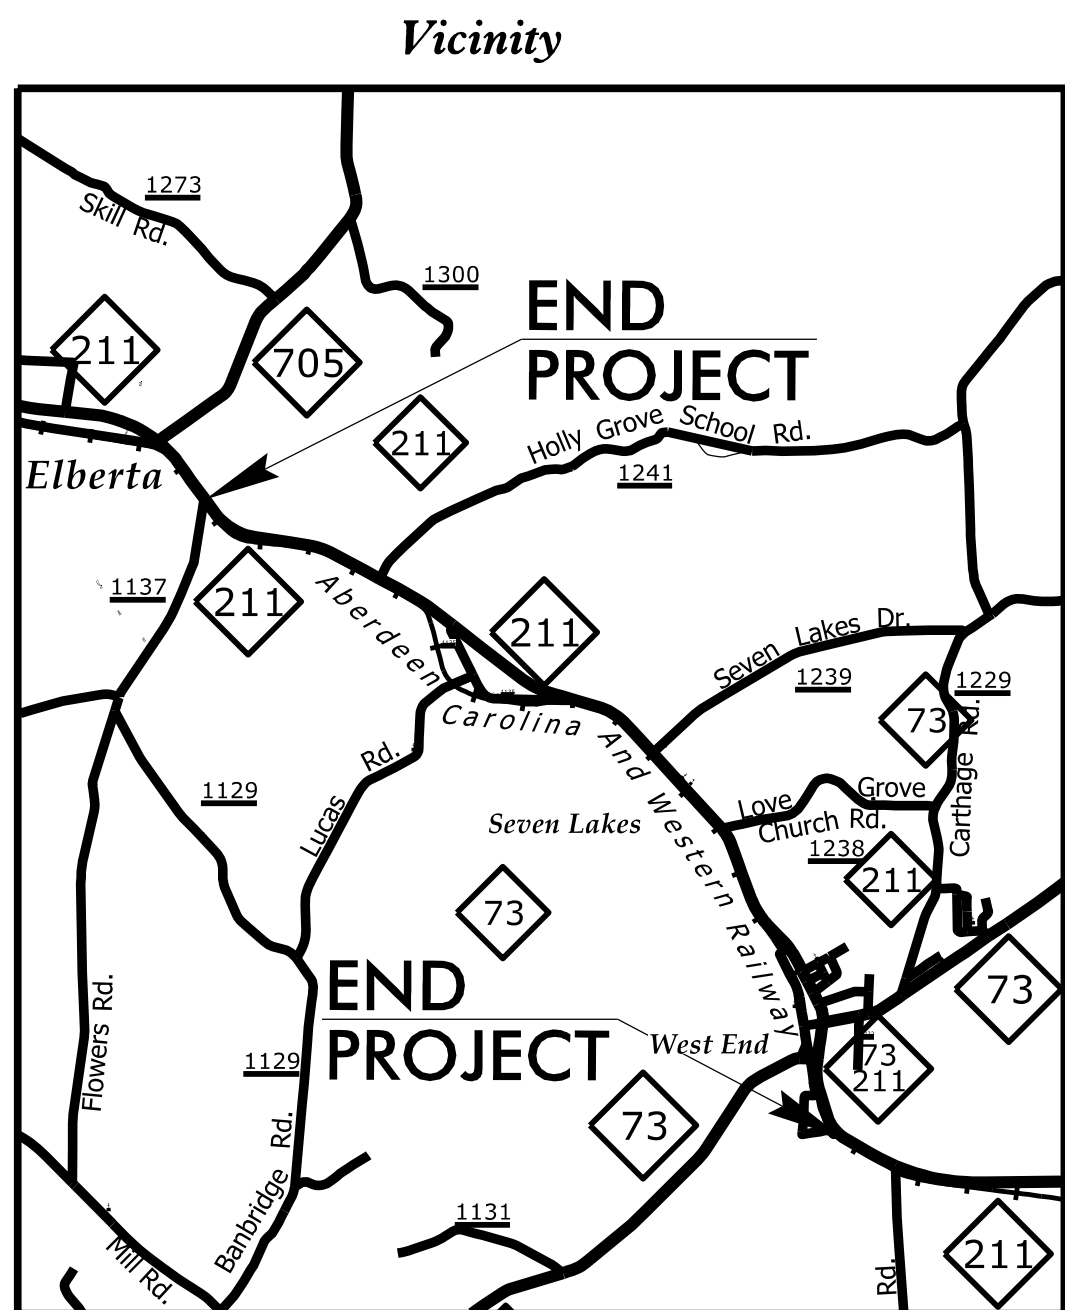 Vicinity
1273
Skill Rd.
1300
END
PROJECT
211
705
211
Holly Grove School Rd.
1241
Elberta
1137
211
Aberdeen Carolina And Western Railway
211
Seven Lakes Dr.
1239
1229
73
Carthage Rd.
1129
Lucas Rd.
Seven Lakes
Love Grove
Church Rd.
1238
211
73
END
PROJECT
73
West End
73
211
Flowers Rd.
1129
73
Banbridge Rd.
1131
Mill Rd.
Rd.
211